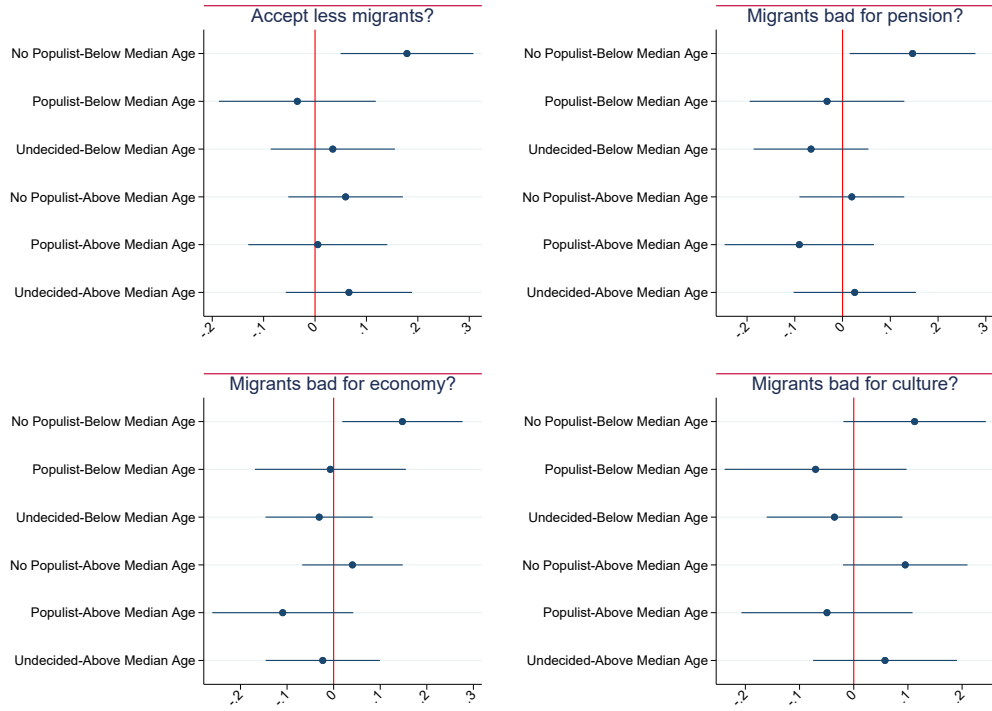 Accept less migrants?
No Populist-Below Median Age
Populist-Below Median Age
Undecided-Below Median Age
No Populist-Above Median Age
Populist-Above Median Age
Undecided-Above Median Age
-.2 -.1 0 .1 .2 .3
Migrants bad for pension?
No Populist-Below Median Age
Populist-Below Median Age
Undecided-Below Median Age
No Populist-Above Median Age
Populist-Above Median Age
Undecided-Above Median Age
-.2 -.1 0 .1 .2 .3
Migrants bad for economy?
No Populist-Below Median Age
Populist-Below Median Age
Undecided-Below Median Age
No Populist-Above Median Age
Populist-Above Median Age
Undecided-Above Median Age
-.2 -.1 0 .1 .2 .3
Migrants bad for culture?
No Populist-Below Median Age
Populist-Below Median Age
Undecided-Below Median Age
No Populist-Above Median Age
Populist-Above Median Age
Undecided-Above Median Age
-.2 -.1 0 .1 .2